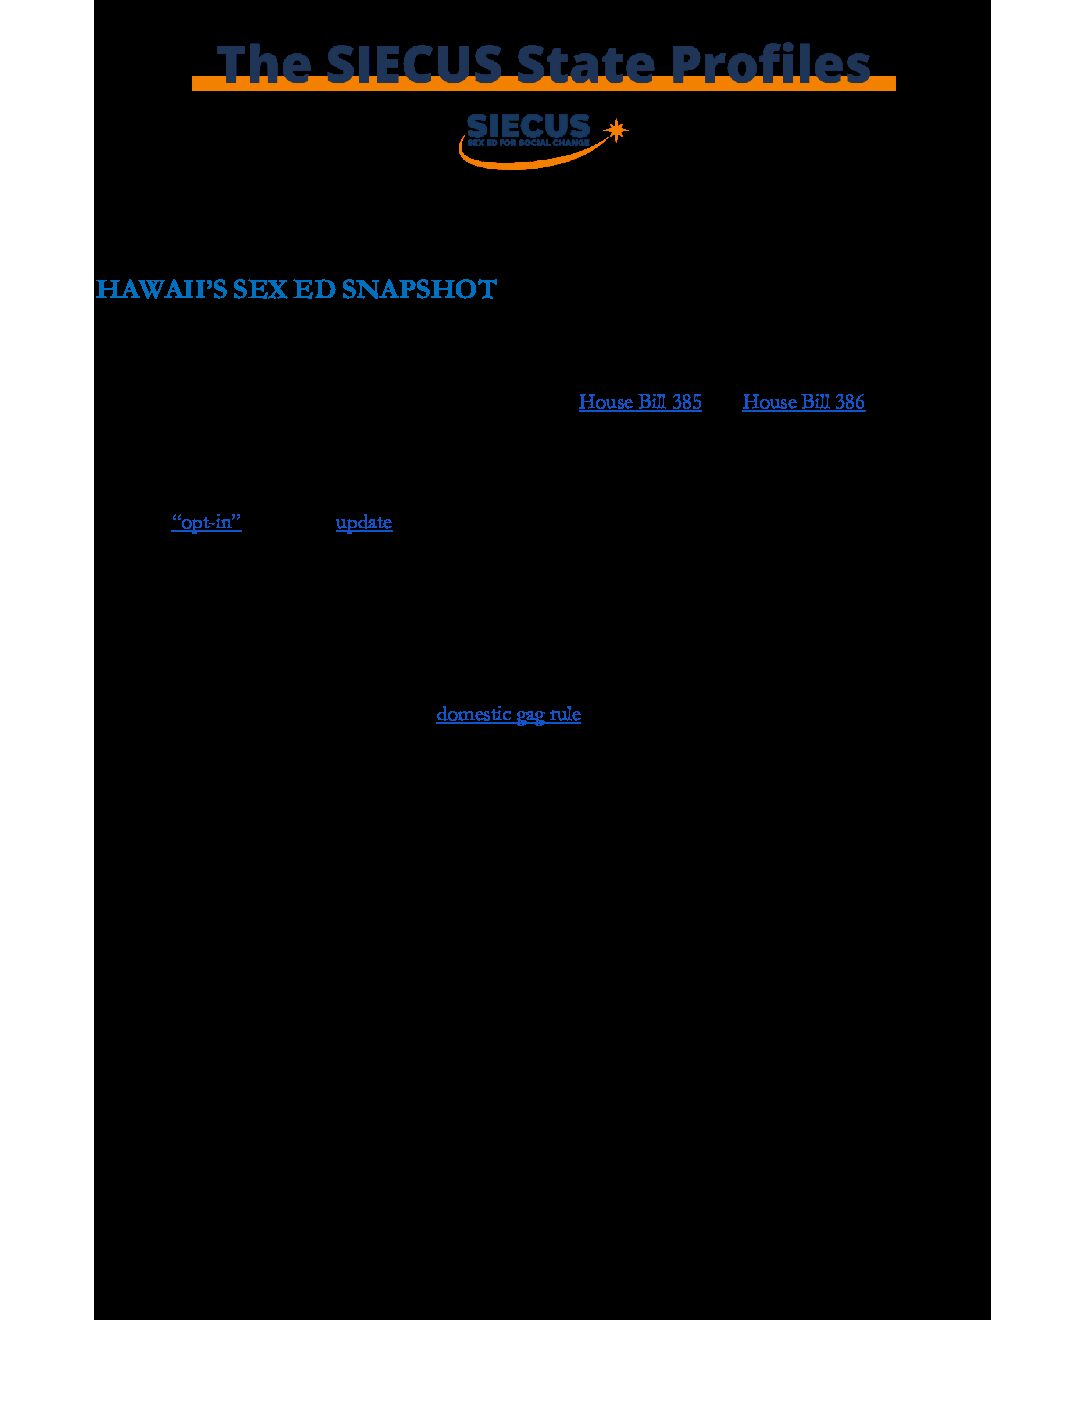 The SIECUS State Profiles
SIECUS
SEX ED FOR SOCIAL CHANGE
HAWAII’S SEX ED SNAPSHOT
House Bill 385 House Bill 386
“opt-in” update
domestic gag rule